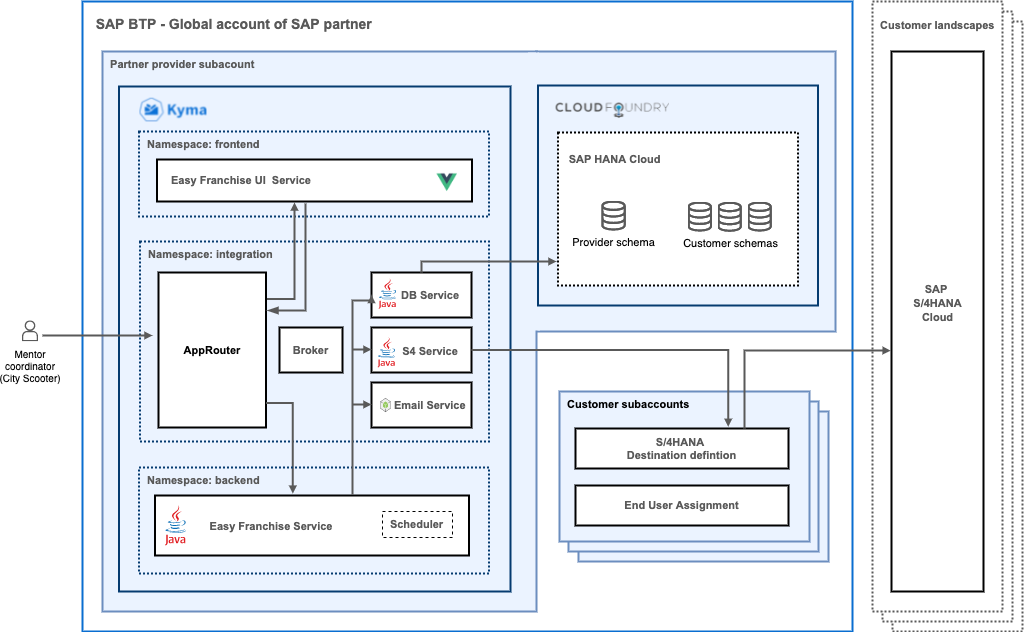 SAP BTP - Global account of SAP partner
Customer landscapes
Partner provider subacount
Kyma
CLOUDFOUNDRY
Namespace: frontend
Easy Franchise UI Service
SAP HANA Cloud
Provider schema
Customer schemas
Namespace: integration
AppRouter
Broker
Java
DB Service
Java
S4 Service
Email Service
Mentor
coordinator
(City Scooter)
SAP
S/4HANA
Cloud
Customer subaccounts
S/4HANA
Destination defintion
End User Assignment
Namespace: backend
Java
Easy Franchise Service
Scheduler